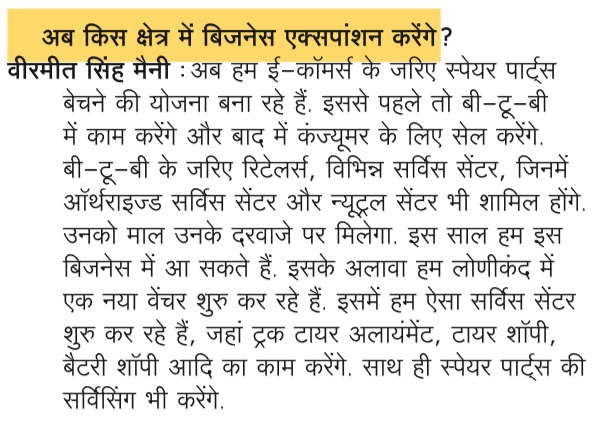 अब किस क्षेत्र में बिजनेस एक्सपांशन करेंगे?
वीरमीत सिंह मैनी : अब हम ई-कॉमर्स के जरिए स्पेयर पार्ट्स
बेचने की योजना बना रहे हैं. इससे पहले तो बी-टू-बी
में काम करेंगे और बाद में कंज्यूमर के लिए सेल करेंगे.
बी-टू-बी के जरिए रिटेलर्स, विभिन्न सर्विस सेंटर, जिनमें
ऑर्थराइज्ड सर्विस सेंटर और न्यूट्रल सेंटर भी शामिल होंगे.
उनको माल उनके दरवाजे पर मिलेगा. इस साल हम इस
बिजनेस में आ सकते हैं. इसके अलावा हम लोणीकंद में
एक नया वेंचर शुरु कर रहे हैं. इसमें हम ऐसा सर्विस सेंटर
शुरु कर रहे हैं, जहां ट्रक टायर अलायंमेंट, टायर शॉपी,
बैटरी शॉपी आदि का काम करेंगे. साथ ही स्पेयर पार्ट्स की
सर्विसिंग भी करेंगे.